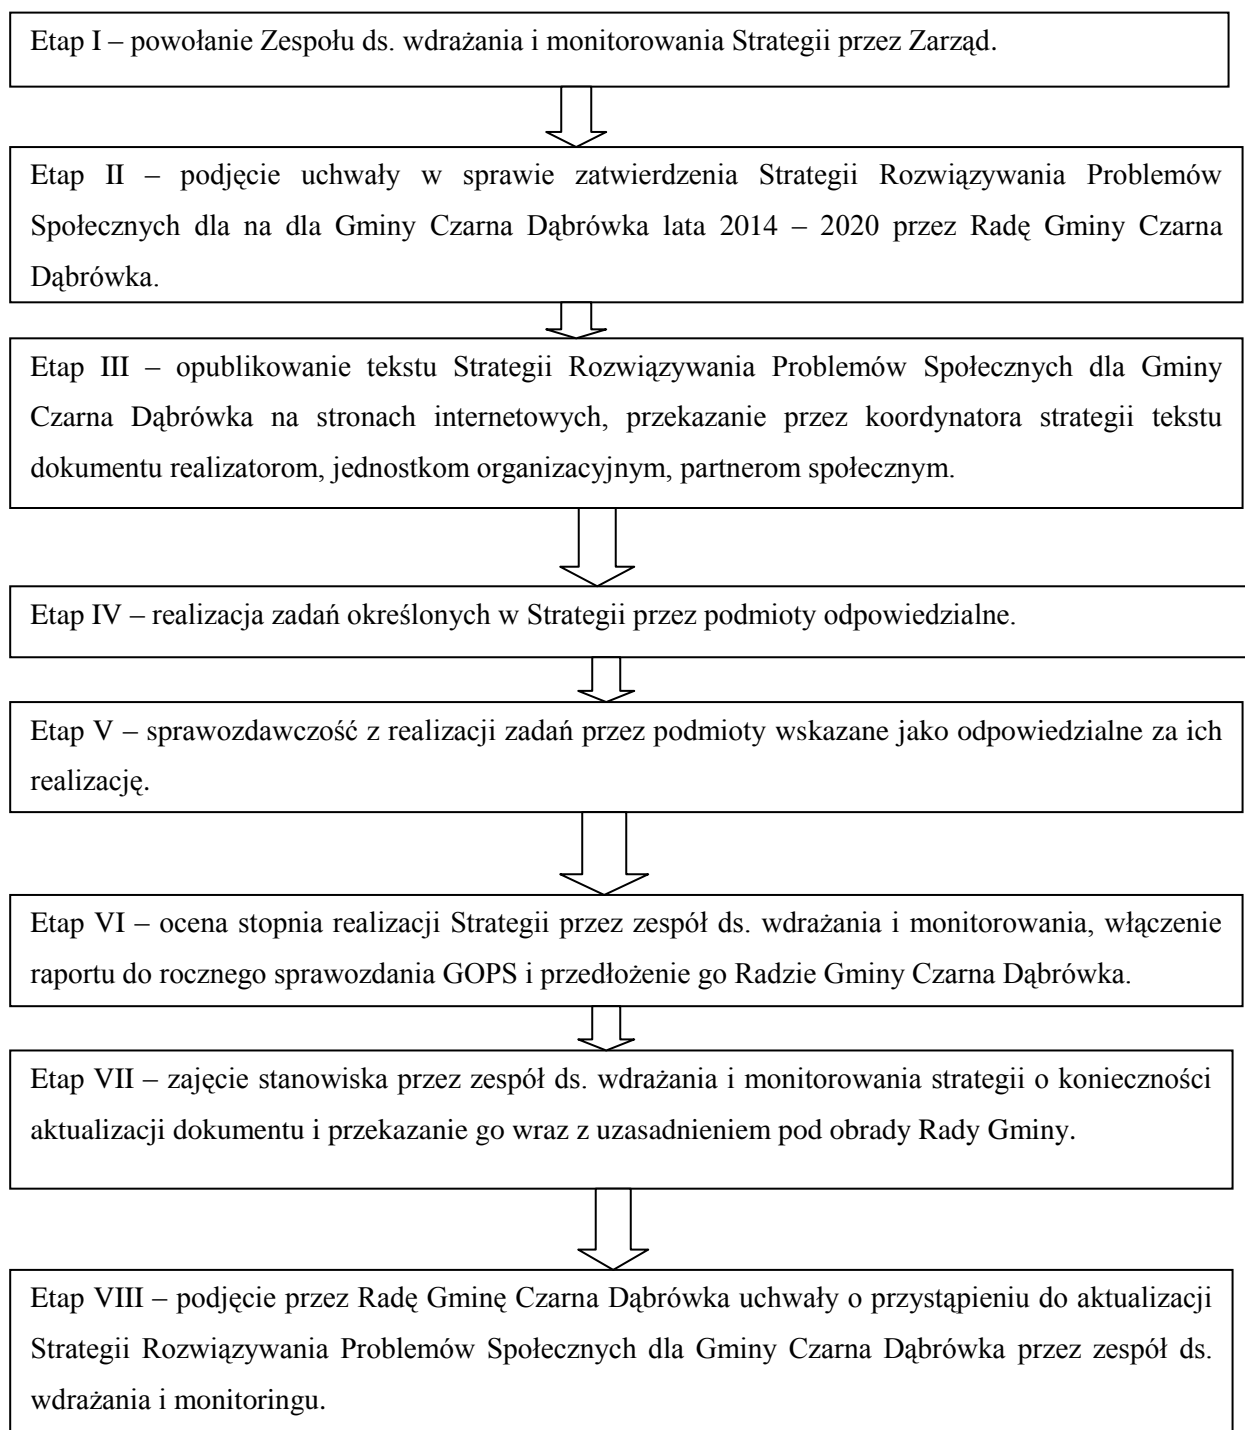 Etap I – powołanie Zespołu ds. wdrażania i monitorowania Strategii przez Zarząd.
Etap II – podjęcie uchwały w sprawie zatwierdzenia Strategii Rozwiązywania Problemów
Społecznych dla na dla Gminy Czarna Dąbrówka lata 2014 – 2020 przez Radę Gminy Czarna
Dąbrówka.
Etap III – opublikowanie tekstu Strategii Rozwiązywania Problemów Społecznych dla Gminy
Czarna Dąbrówka na stronach internetowych, przekazanie przez koordynatora strategii tekstu
dokumentu realizatorom, jednostkom organizacyjnym, partnerom społecznym.
Etap IV – realizacja zadań określonych w Strategii przez podmioty odpowiedzialne.
Etap V – sprawozdawczość z realizacji zadań przez podmioty wskazane jako odpowiedzialne za ich
realizację.
Etap VI – ocena stopnia realizacji Strategii przez zespół ds. wdrażania i monitorowania, włączenie
raportu do rocznego sprawozdania GOPS i przedłożenie go Radzie Gminy Czarna Dąbrówka.
Etap VII – zajęcie stanowiska przez zespół ds. wdrażania i monitorowania strategii o konieczności
aktualizacji dokumentu i przekazanie go wraz z uzasadnieniem pod obrady Rady Gminy.
Etap VIII – podjęcie przez Radę Gminę Czarna Dąbrówka uchwały o przystąpieniu do aktualizacji
Strategii Rozwiązywania Problemów Społecznych dla Gminy Czarna Dąbrówka przez zespół ds.
wdrażania i monitoringu.